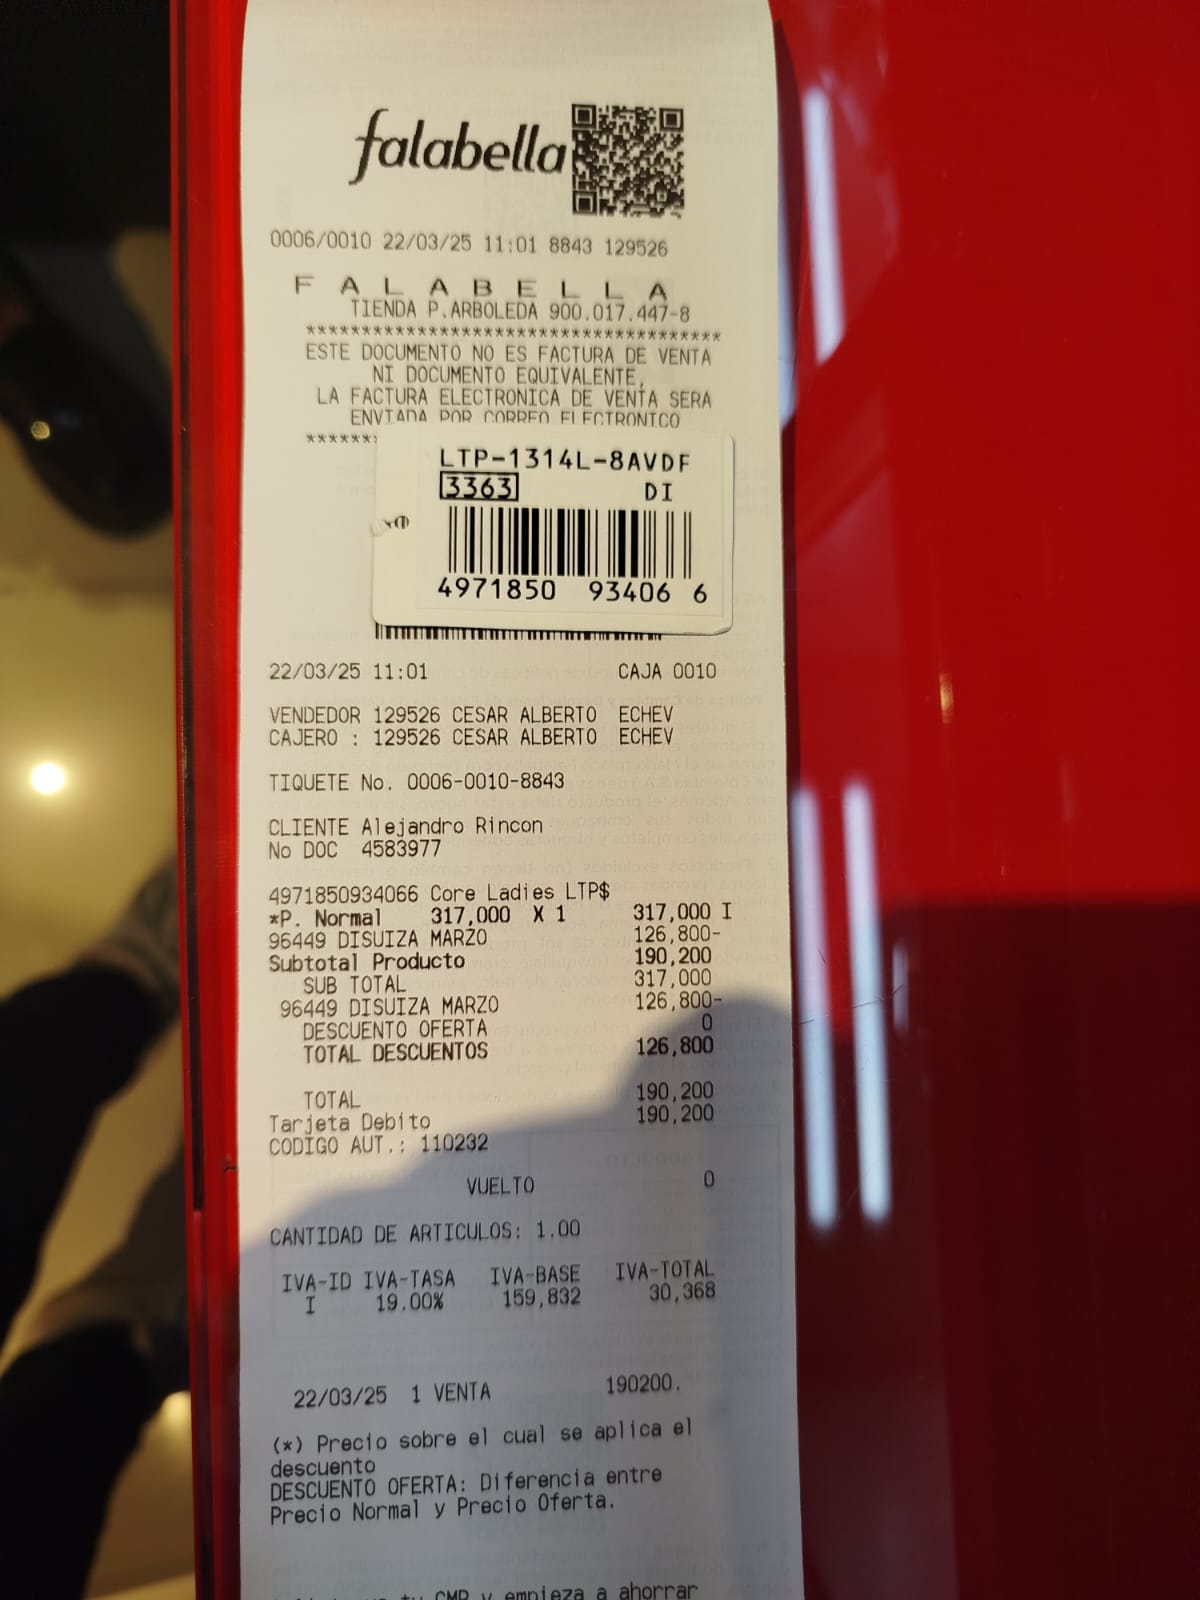 falabella
0006/0010 22/03/25 11:01 8843 129526
FALABELLA
TIENDA P.ARBOLEDA 900.017.447-8
************************************
ESTE DOCUMENTO NO ES FACTURA DE VENTA
NI DOCUMENTO EQUIVALENTE,
LA FACTURA ELECTRONICA DE VENTA SERA
ENVIADA POR CORREO ELECTRONICO
******
LTP-1314L-8AVDF
3363 DI
4971850 93406 6
22/03/25 11:01 CAJA 0010
VENDEDOR 129526 CESAR ALBERTO ECHEV
CAJERO : 129526 CESAR ALBERTO ECHEV
TIQUETE No. 0006-0010-8843
CLIENTE Alejandro Rincon
No DOC 4583977
4971850934066 Core Ladies LTP$
*P. Normal 317,000 X 1 317,000 I
96449 DISUIZA MARZO 126,800-
Subtotal Producto 190,200
SUB TOTAL 317,000
96449 DISUIZA MARZO 126,800-
DESCUENTO OFERTA 0
TOTAL DESCUENTOS 126,800
TOTAL 190,200
Tarjeta Debito 190,200
CODIGO AUT.: 110232
VUELTO 0
CANTIDAD DE ARTICULOS: 1.00
IVA-ID IVA-TASA IVA-BASE IVA-TOTAL
I 19.00% 159,832 30,368
22/03/25 1 VENTA 190200.
(*) Precio sobre el cual se aplica el
descuento
DESCUENTO OFERTA: Diferencia entre
Precio Normal y Precio Oferta.
tu CMR y empieza a ahorrar